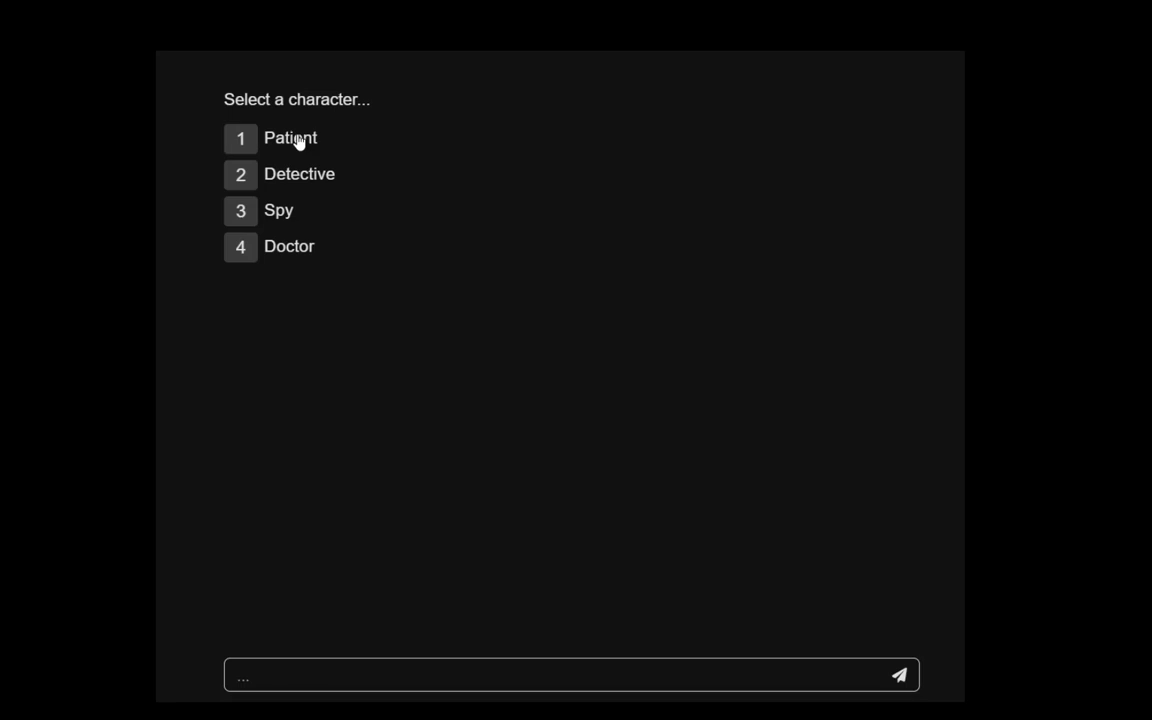 Select a character...
1 Patient
2 Detective
3 Spy
4 Doctor
...